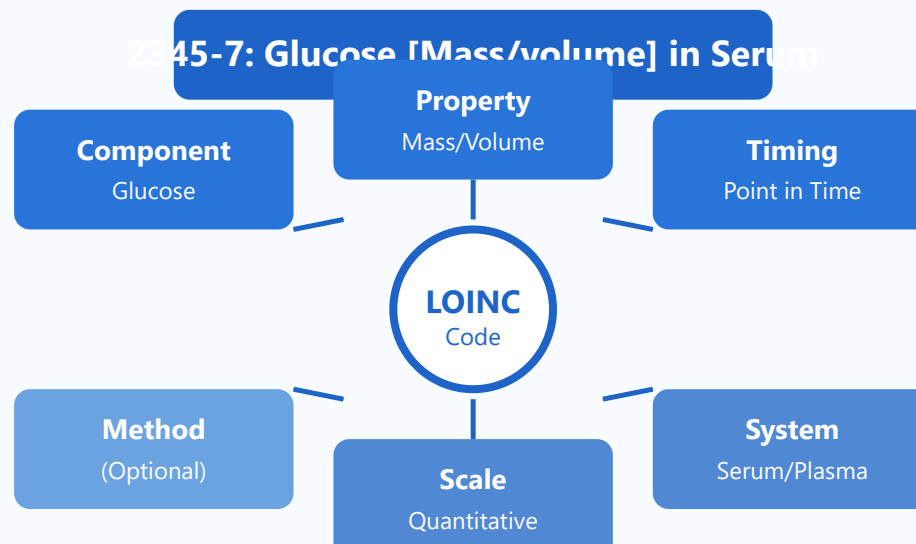 2345-7: Glucose [Mass/volume] in Serum
Property
Mass/Volume
Component
Glucose
Timing
Point in Time
LOINC
Code
Method
(Optional)
Scale
Quantitative
System
Serum/Plasma